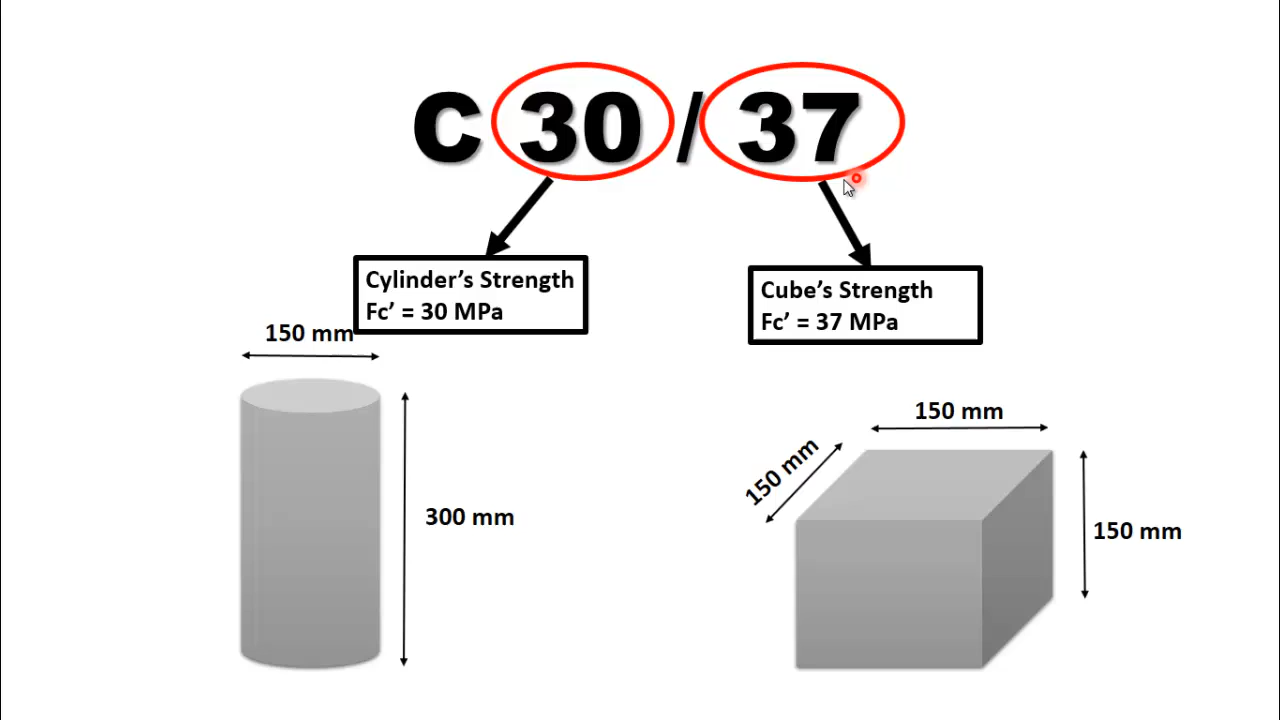 C 30 / 37
Cylinder’s Strength
Fc’ = 30 MPa
Cube’s Strength
Fc’ = 37 MPa
150 mm
300 mm
150 mm
150 mm
150 mm